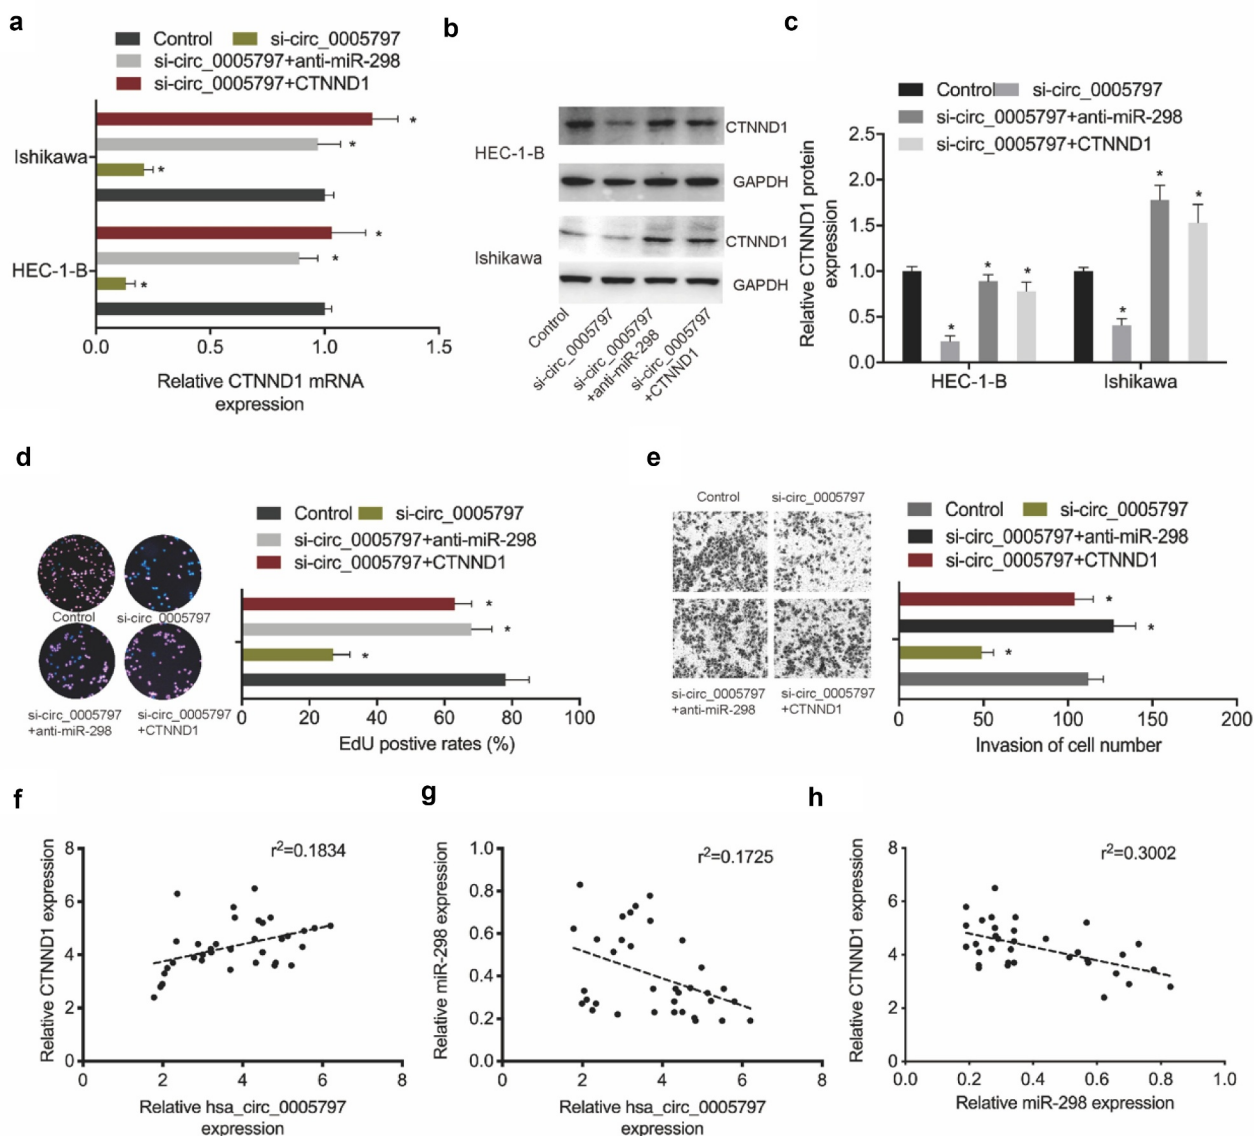 a
Control si-circ_0005797
si-circ_0005797+anti-miR-298
si-circ_0005797+CTNND1
Ishikawa
*
*
*
HEC-1-B
*
*
*
0.0 0.5 1.0 1.5
Relative CTNND1 mRNA
expression
b
HEC-1-B
CTNND1
GAPDH
Ishikawa
CTNND1
GAPDH
Control
si-circ_0005797
si-circ_0005797
+anti-miR-298
si-circ_0005797
+CTNND1
c
Control si-circ_0005797
si-circ_0005797+anti-miR-298
si-circ_0005797+CTNND1
Relative CTNND1 protein
expression
2.5
2.0
1.5
1.0
0.5
0.0
* * * * * *
HEC-1-B Ishikawa
d
Control si-circ_0005797
si-circ_0005797
+anti-miR-298
si-circ_0005797
+CTNND1
Control si-circ_0005797
si-circ_0005797+anti-miR-298
si-circ_0005797+CTNND1
*
*
*
0 20 40 60 80 100
EdU postive rates (%)
e
Control si-circ_0005797
si-circ_0005797
+anti-miR-298
si-circ_0005797
+CTNND1
Control si-circ_0005797
si-circ_0005797+anti-miR-298
si-circ_0005797+CTNND1
*
*
*
0 50 100 150 200
Invasion of cell number
f
Relative CTNND1 expression
8
6
4
2
0
r²=0.1834
0 2 4 6 8
Relative hsa_circ_0005797
expression
g
Relative miR-298 expression
1.0
0.8
0.6
0.4
0.2
0.0
r²=0.1725
0 2 4 6 8
Relative hsa_circ_0005797
expression
h
Relative CTNND1 expression
8
6
4
2
0
r²=0.3002
0.0 0.2 0.4 0.6 0.8 1.0
Relative miR-298 expression